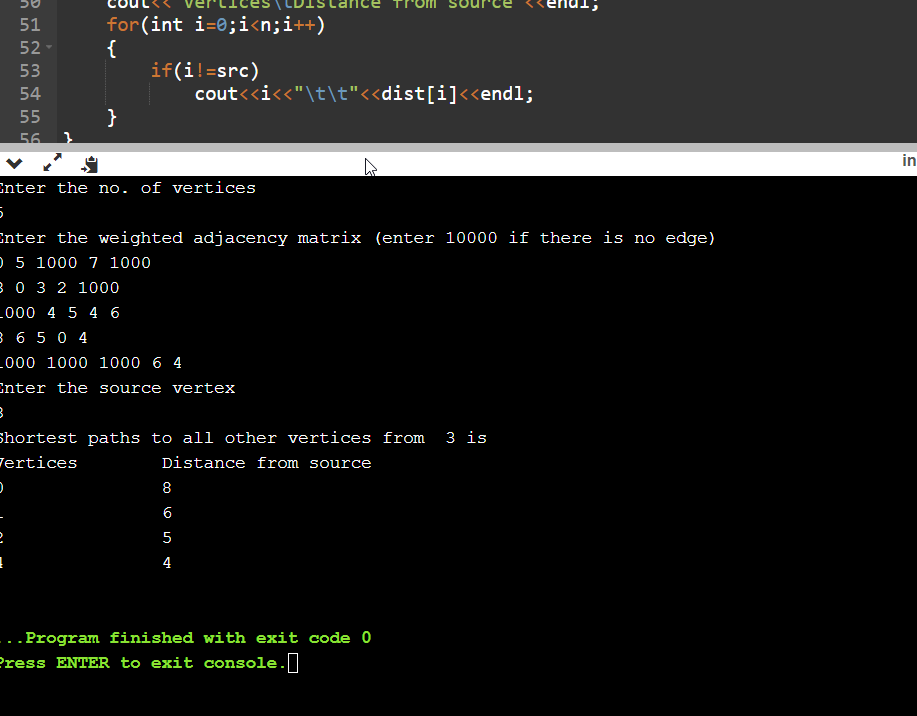 50 cout<<"Vertices\tDistance from source"<<endl;
51 for(int i=0;i<n;i++)
52 {
53 if(i!=src)
54 cout<<i<<"\t\t"<<dist[i]<<endl;
55 }
56 }
in
Enter the no. of vertices
5
Enter the weighted adjacency matrix (enter 10000 if there is no edge)
0 5 1000 7 1000
0 3 2 1000
1000 4 5 4 6
6 5 0 4
1000 1000 1000 6 4
Enter the source vertex
3
Shortest paths to all other vertices from 3 is
Vertices Distance from source
0 8
1 6
2 5
4 4
...Program finished with exit code 0
Press ENTER to exit console.